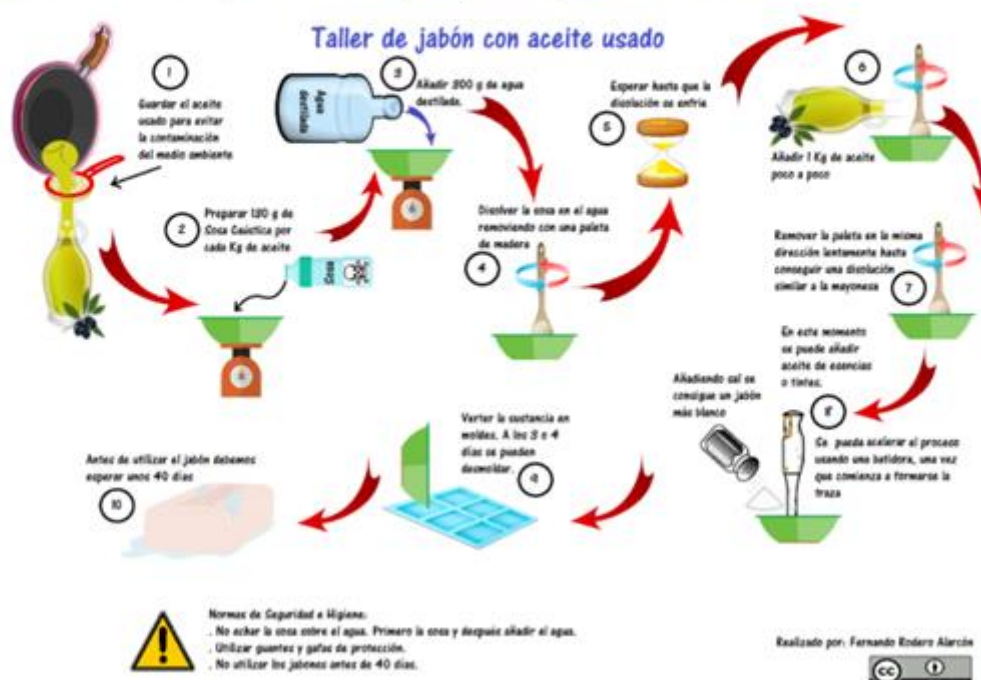 Taller de jabón con aceite usado
1
Guardar el aceite
usado para evitar
la contaminación
del medio ambiente
2
Preparar 130 g de
Sosa Caústica por
cada Kg de aceite
Sosa
3
Añadir 300 g de agua
destilada.
Agua
destilada
4
Disolver la sosa en el agua
removiendo con una paleta
de madera
5
Esperar hasta que la
disolución se enfríe
6
Añadir 1 Kg de aceite
poco a poco
7
Remover la paleta en la misma
dirección lentamente hasta
conseguir una disolución
similar a la mayonesa
En este momento
se puede añadir
aceite de esencias
o tintes.
8
Se puede acelerar el proceso
usando una batidora, una vez
que comienza a formarse la
traza
Añadiendo sal se
consigue un jabón
más blanco
9
Verter la sustancia en
moldes. A los 3 o 4
días se pueden
desmoldar.
10
Antes de utilizar el jabón debemos
esperar unos 40 días
Normas de Seguridad e Higiene:
. No echar la sosa sobre el agua. Primero la sosa y después añadir el agua.
. Utilizar guantes y gafas de protección.
. No utilizar los jabones antes de 40 días.
Realizado por: Fernando Rodero Alarcón
cc